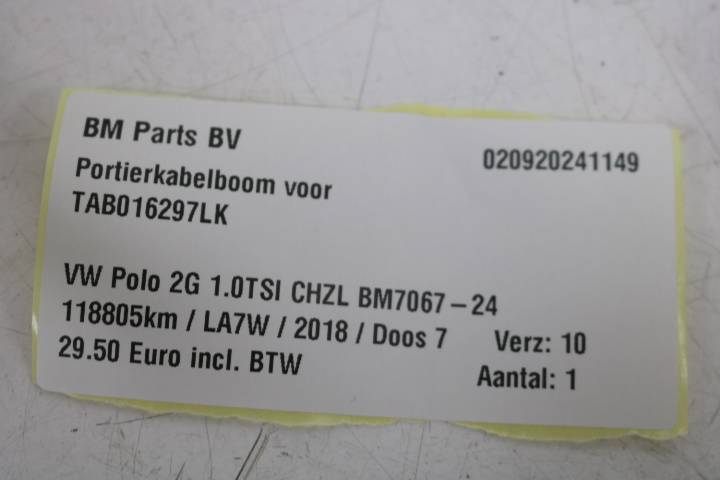 BM Parts BV
020920241149
Portierkabelboom voor
TAB016297LK
VW Polo 2G 1.0TSI CHZL BM7067-24
118805km / LA7W / 2018 / Doos 7
Verz: 10
29.50 Euro incl. BTW
Aantal: 1